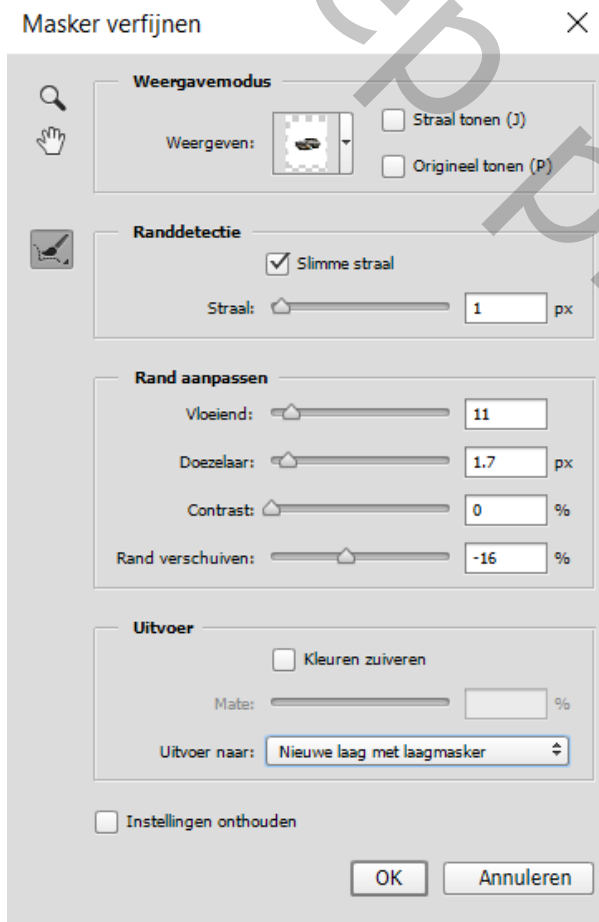 Masker verfijnen
Weergavemodus
Weergeven:
Straal tonen (J)
Origineel tonen (P)
Randdetectie
Slimme straal
Straal: 1 px
Rand aanpassen
Vloeiend: 11
Doezelaar: 1.7 px
Contrast: 0 %
Rand verschuiven: -16 %
Uitvoer
Kleuren zuiveren
Mate: %
Uitvoer naar: Nieuwe laag met laagmasker
Instellingen onthouden
OK Annuleren